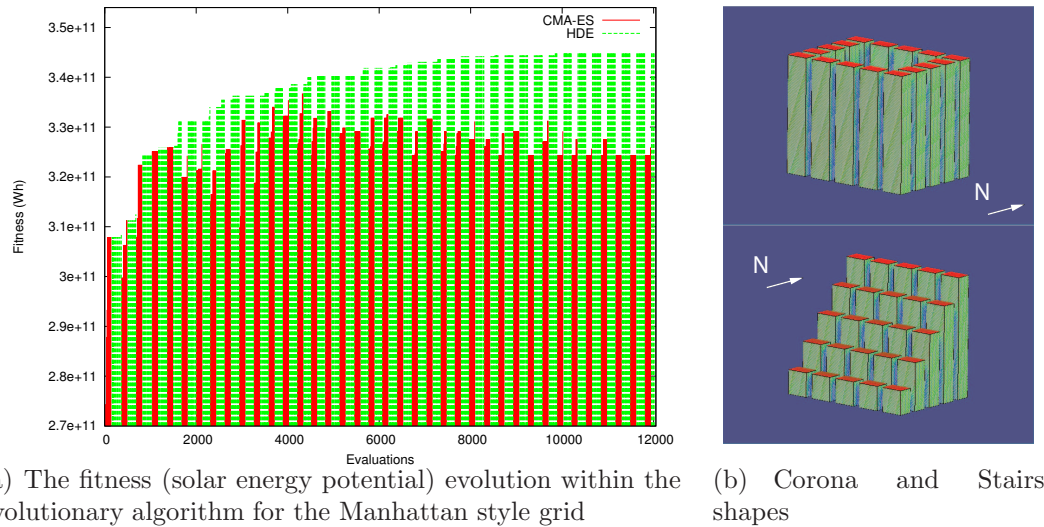 3.5e+11
3.4e+11
3.3e+11
3.2e+11
3.1e+11
3e+11
2.9e+11
2.8e+11
2.7e+11
Fitness (Wh)
CMA-ES
HDE
0 2000 4000 6000 8000 10000 12000
Evaluations
N
N
) The fitness (solar energy potential) evolution within the
volutionary algorithm for the Manhattan style grid
(b) Corona and Stairs
shapes